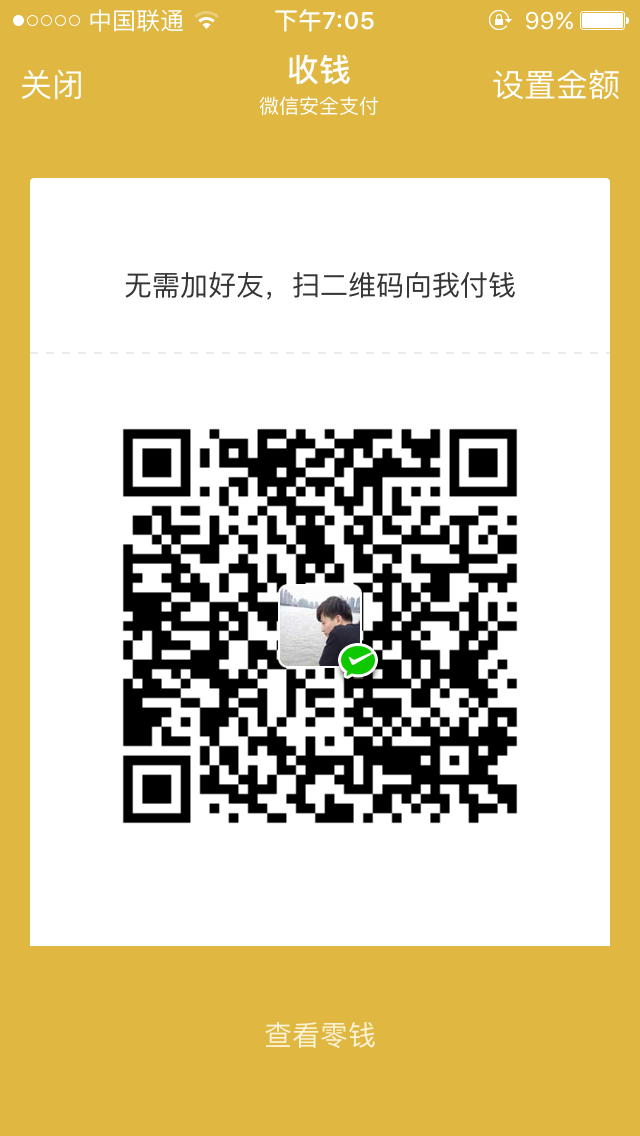 中国联通
下午7:05
99%
关闭
收钱
设置金额
微信安全支付
无需加好友，扫二维码向我付钱
查看零钱